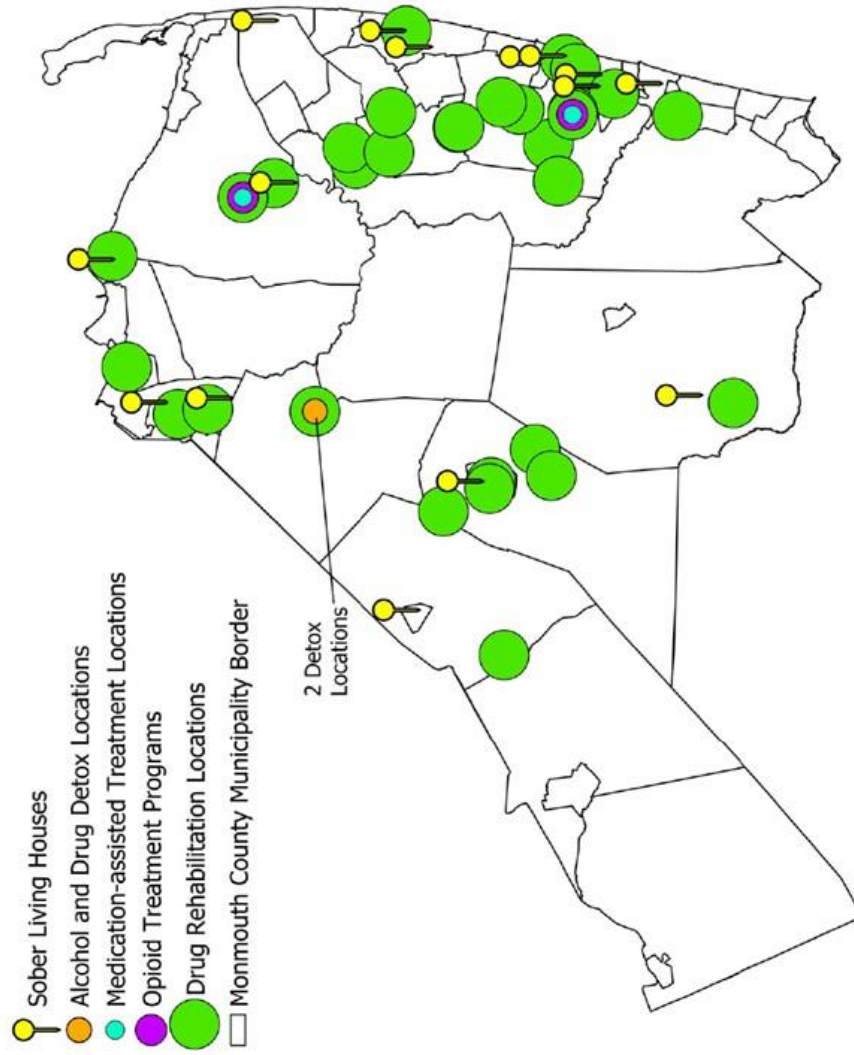 Sober Living Houses
Alcohol and Drug Detox Locations
Medication-assisted Treatment Locations
Opioid Treatment Programs
Drug Rehabilitation Locations
Monmouth County Municipality Border
2 Detox
Locations